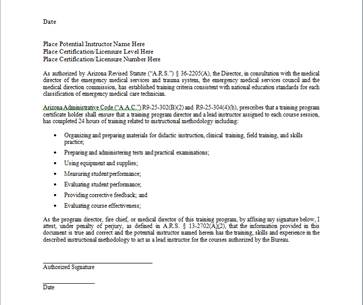 Date
Place Potential Instructor Name Here
Place Certification/Licensure Level Here
Place Certification/Licensure Number Here
As authorized by Arizona Revised Statute ("A.R.S.") § 36-2205(A), the Director, in consultation with the medical
director of the emergency medical services and trauma system, the emergency medical services council and the
medical direction commission, has established training criteria consistent with national education standards for each
classification of emergency medical care technician.
Arizona Administrative Code ("A.A.C.") R9-25-302(B)(2) and R9-25-304(4)(b), prescribes that a training program
certificate holder shall ensure that a training program director and a lead instructor assigned to each course session,
has completed 24 hours of training related to instructional methodology including:
• Organizing and preparing materials for didactic instruction, clinical training, field training, and skills
practice;
• Preparing and administering tests and practical examinations;
• Using equipment and supplies;
• Measuring student performance;
• Evaluating student performance;
• Providing corrective feedback; and
• Evaluating course effectiveness;
As the program director, fire chief, or medical director of this training program, by affixing my signature below, I
attest, under penalty of perjury, as defined in A.R.S. § 13-2702(A)(2), that the information provided in this
document is true and correct and the potential instructor named herein has the training, skills and experience in the
described instructional methodology to act as a lead instructor for the courses authorized by the Bureau.
Authorized Signature
Date